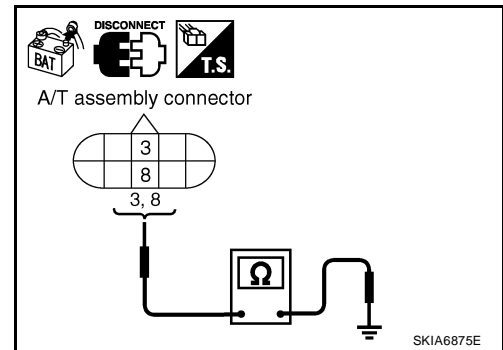 DISCONNECT
BAT
T.S.
A/T assembly connector
3
8
3, 8
Ω
SKIA6875E